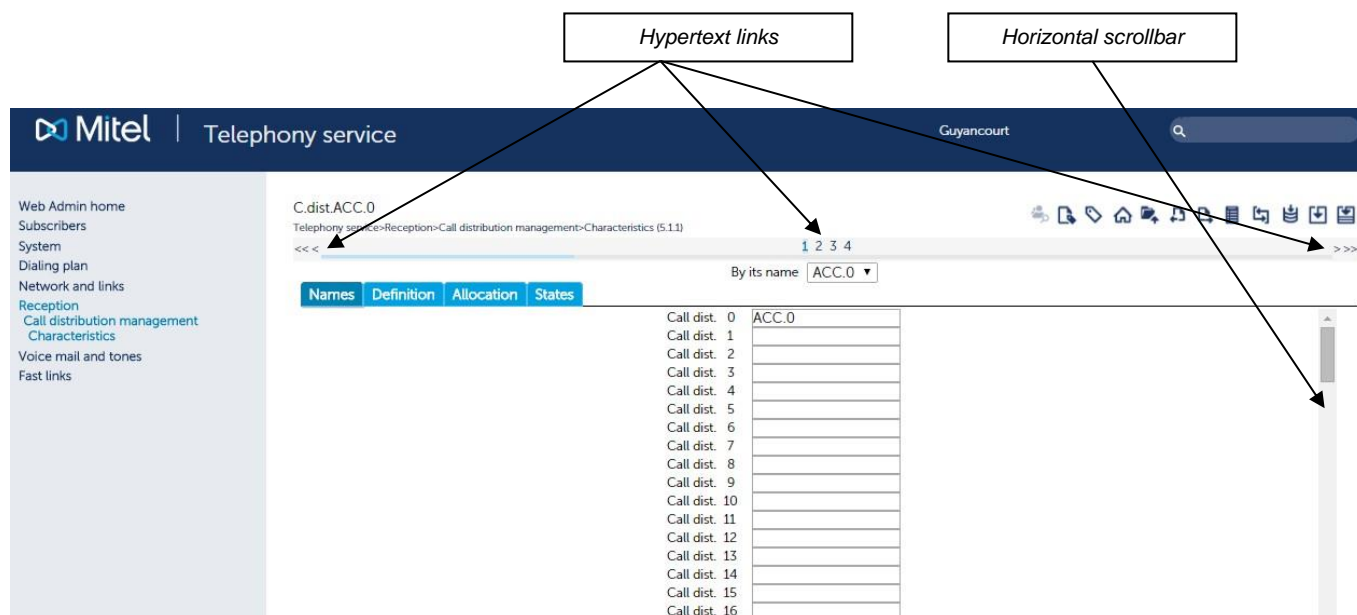 Hypertext links
Horizontal scrollbar
Mitel | Telephony service
Guyancourt
Web Admin home
Subscribers
System
Dialing plan
Network and links
Reception
Call distribution management
Characteristics
Voice mail and tones
Fast links
C.dist.ACC.0
Telephony service>Reception>Call distribution management>Characteristics (5.1.1)
<< <
1 2 3 4
> >>
By its name ACC.0
Names Definition Allocation States
Call dist. 0 ACC.0
Call dist. 1
Call dist. 2
Call dist. 3
Call dist. 4
Call dist. 5
Call dist. 6
Call dist. 7
Call dist. 8
Call dist. 9
Call dist. 10
Call dist. 11
Call dist. 12
Call dist. 13
Call dist. 14
Call dist. 15
Call dist. 16